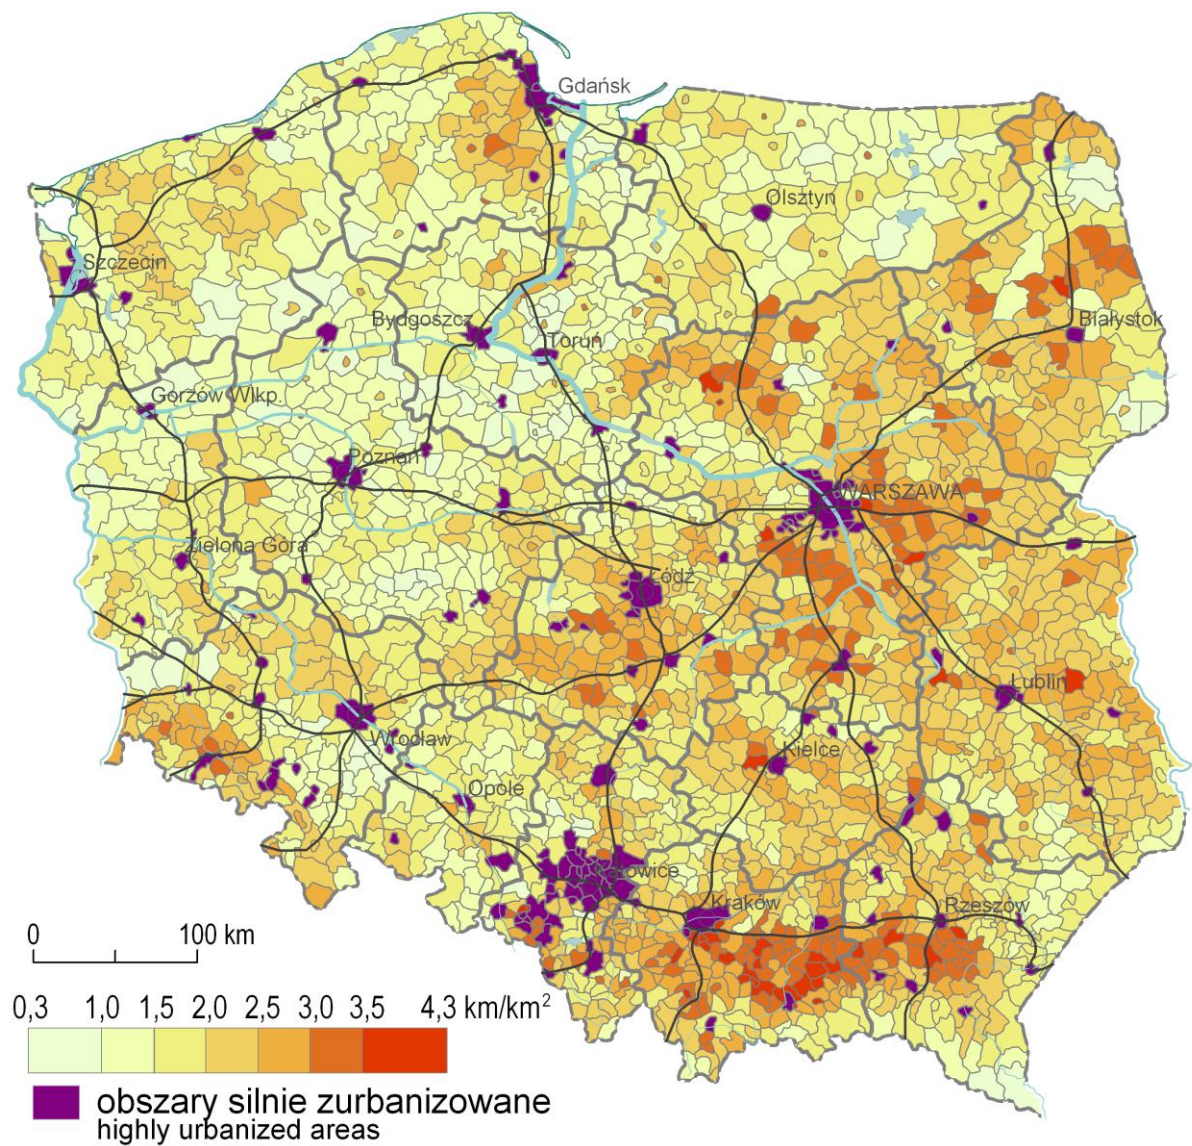 Gdańsk
Olsztyn
Szczecin
Bydgoszcz
Toruń
Białystok
Gorzów Wlkp.
Poznań
WARSZAWA
Zielona Góra
Łódź
Lublin
Wrocław
Kielce
Opole
Katowice
Kraków
Rzeszów
0 100 km
0,3 1,0 1,5 2,0 2,5 3,0 3,5 4,3 km/km²
obszary silnie zurbanizowane
highly urbanized areas